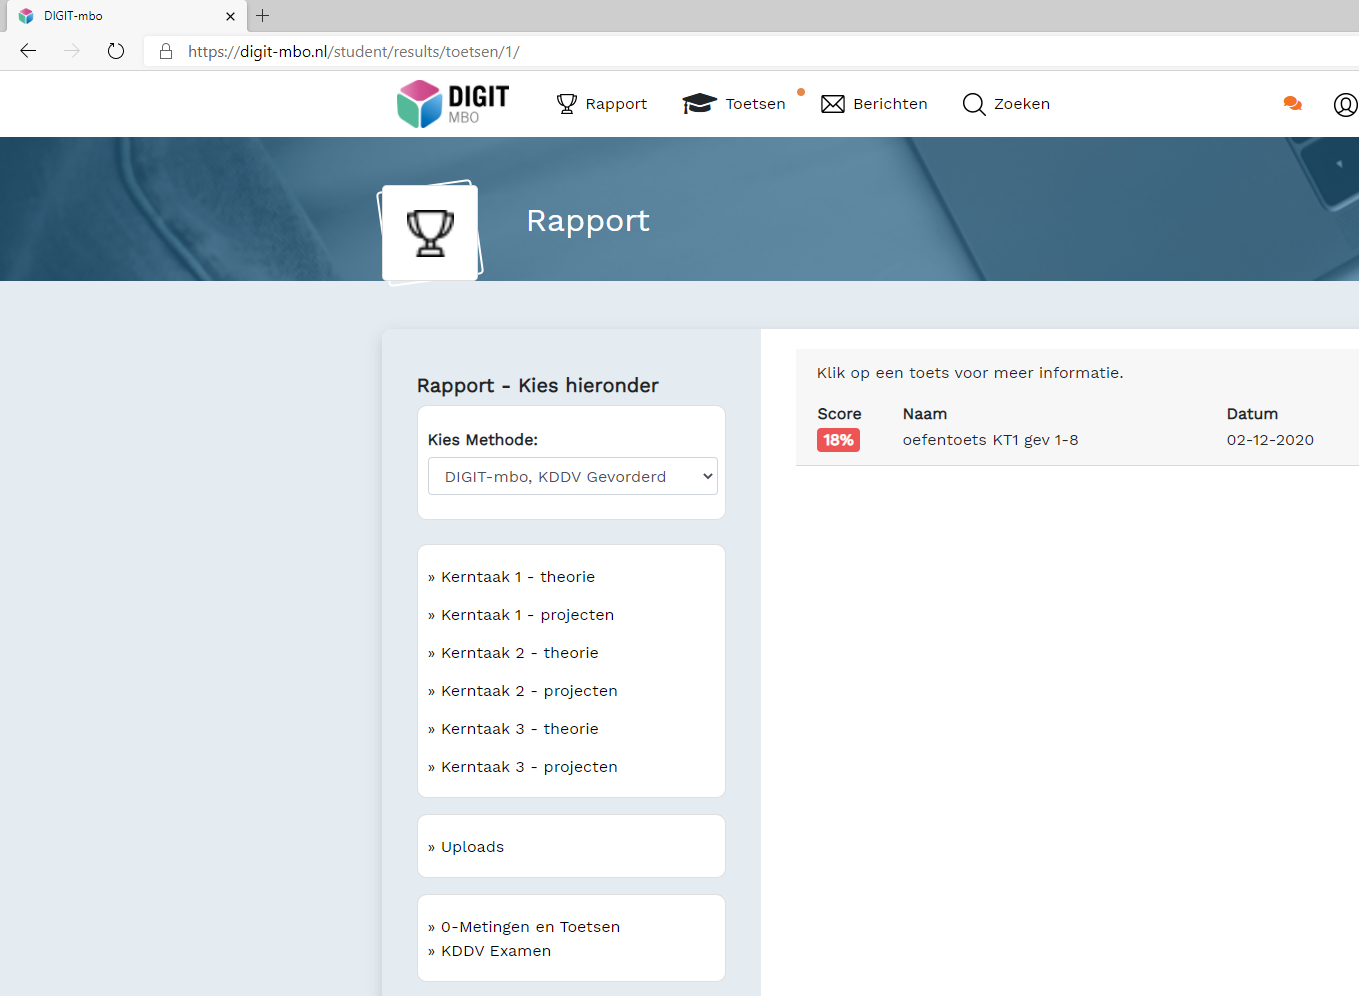 DIGIT-mbo
https://digit-mbo.nl/student/results/toetsen/1/
DIGIT
MBO
Rapport
Toetsen
Berichten
Zoeken
Rapport
Rapport - Kies hieronder
Kies Methode:
DIGIT-mbo, KDDV Gevorderd
» Kerntaak 1 - theorie
» Kerntaak 1 - projecten
» Kerntaak 2 - theorie
» Kerntaak 2 - projecten
» Kerntaak 3 - theorie
» Kerntaak 3 - projecten
» Uploads
» 0-Metingen en Toetsen
» KDDV Examen
Klik op een toets voor meer informatie.
Score Naam Datum
18% oefentoets KT1 gev 1-8 02-12-2020